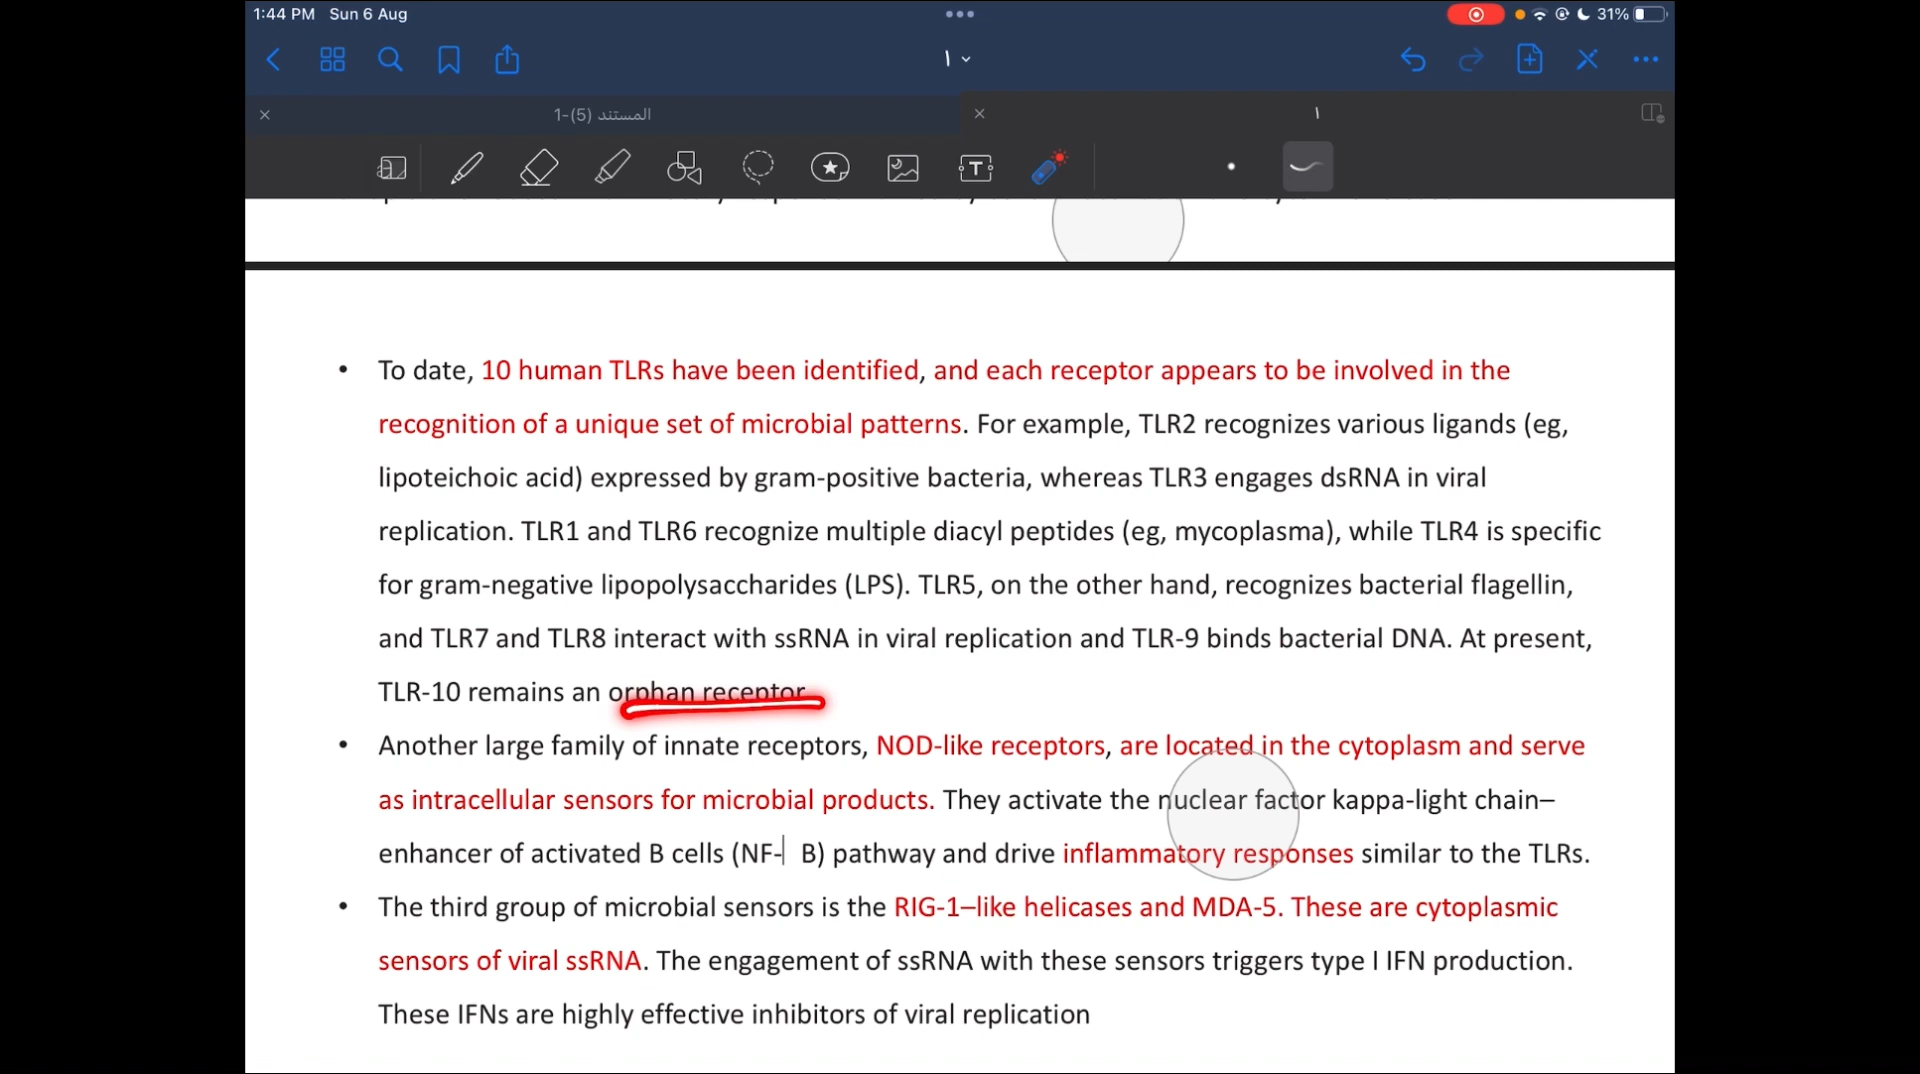 1:44 PM Sun 6 Aug
31%
١
المستند (5)-1
١
T
• To date, 10 human TLRs have been identified, and each receptor appears to be involved in the
recognition of a unique set of microbial patterns. For example, TLR2 recognizes various ligands (eg,
lipoteichoic acid) expressed by gram-positive bacteria, whereas TLR3 engages dsRNA in viral
replication. TLR1 and TLR6 recognize multiple diacyl peptides (eg, mycoplasma), while TLR4 is specific
for gram-negative lipopolysaccharides (LPS). TLR5, on the other hand, recognizes bacterial flagellin,
and TLR7 and TLR8 interact with ssRNA in viral replication and TLR-9 binds bacterial DNA. At present,
TLR-10 remains an orphan receptor
• Another large family of innate receptors, NOD-like receptors, are located in the cytoplasm and serve
as intracellular sensors for microbial products. They activate the nuclear factor kappa-light chain–
enhancer of activated B cells (NF-| B) pathway and drive inflammatory responses similar to the TLRs.
• The third group of microbial sensors is the RIG-1–like helicases and MDA-5. These are cytoplasmic
sensors of viral ssRNA. The engagement of ssRNA with these sensors triggers type I IFN production.
These IFNs are highly effective inhibitors of viral replication